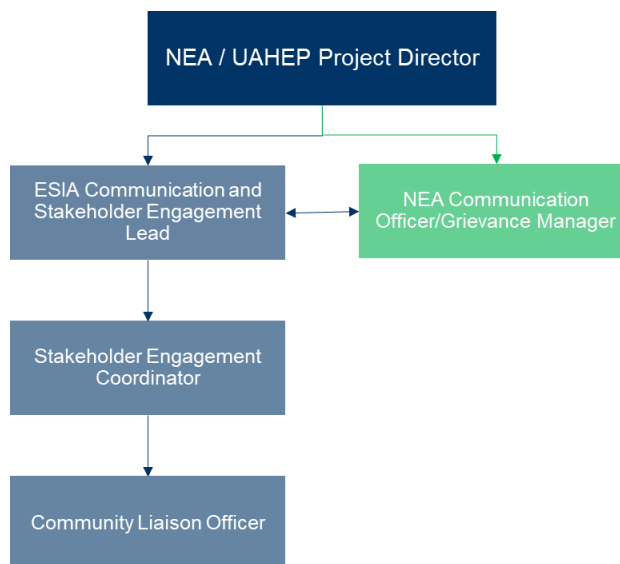 NEA / UAHEP Project Director
ESIA Communication and
Stakeholder Engagement
Lead
NEA Communication
Officer/Grievance Manager
Stakeholder Engagement
Coordinator
Community Liaison Officer